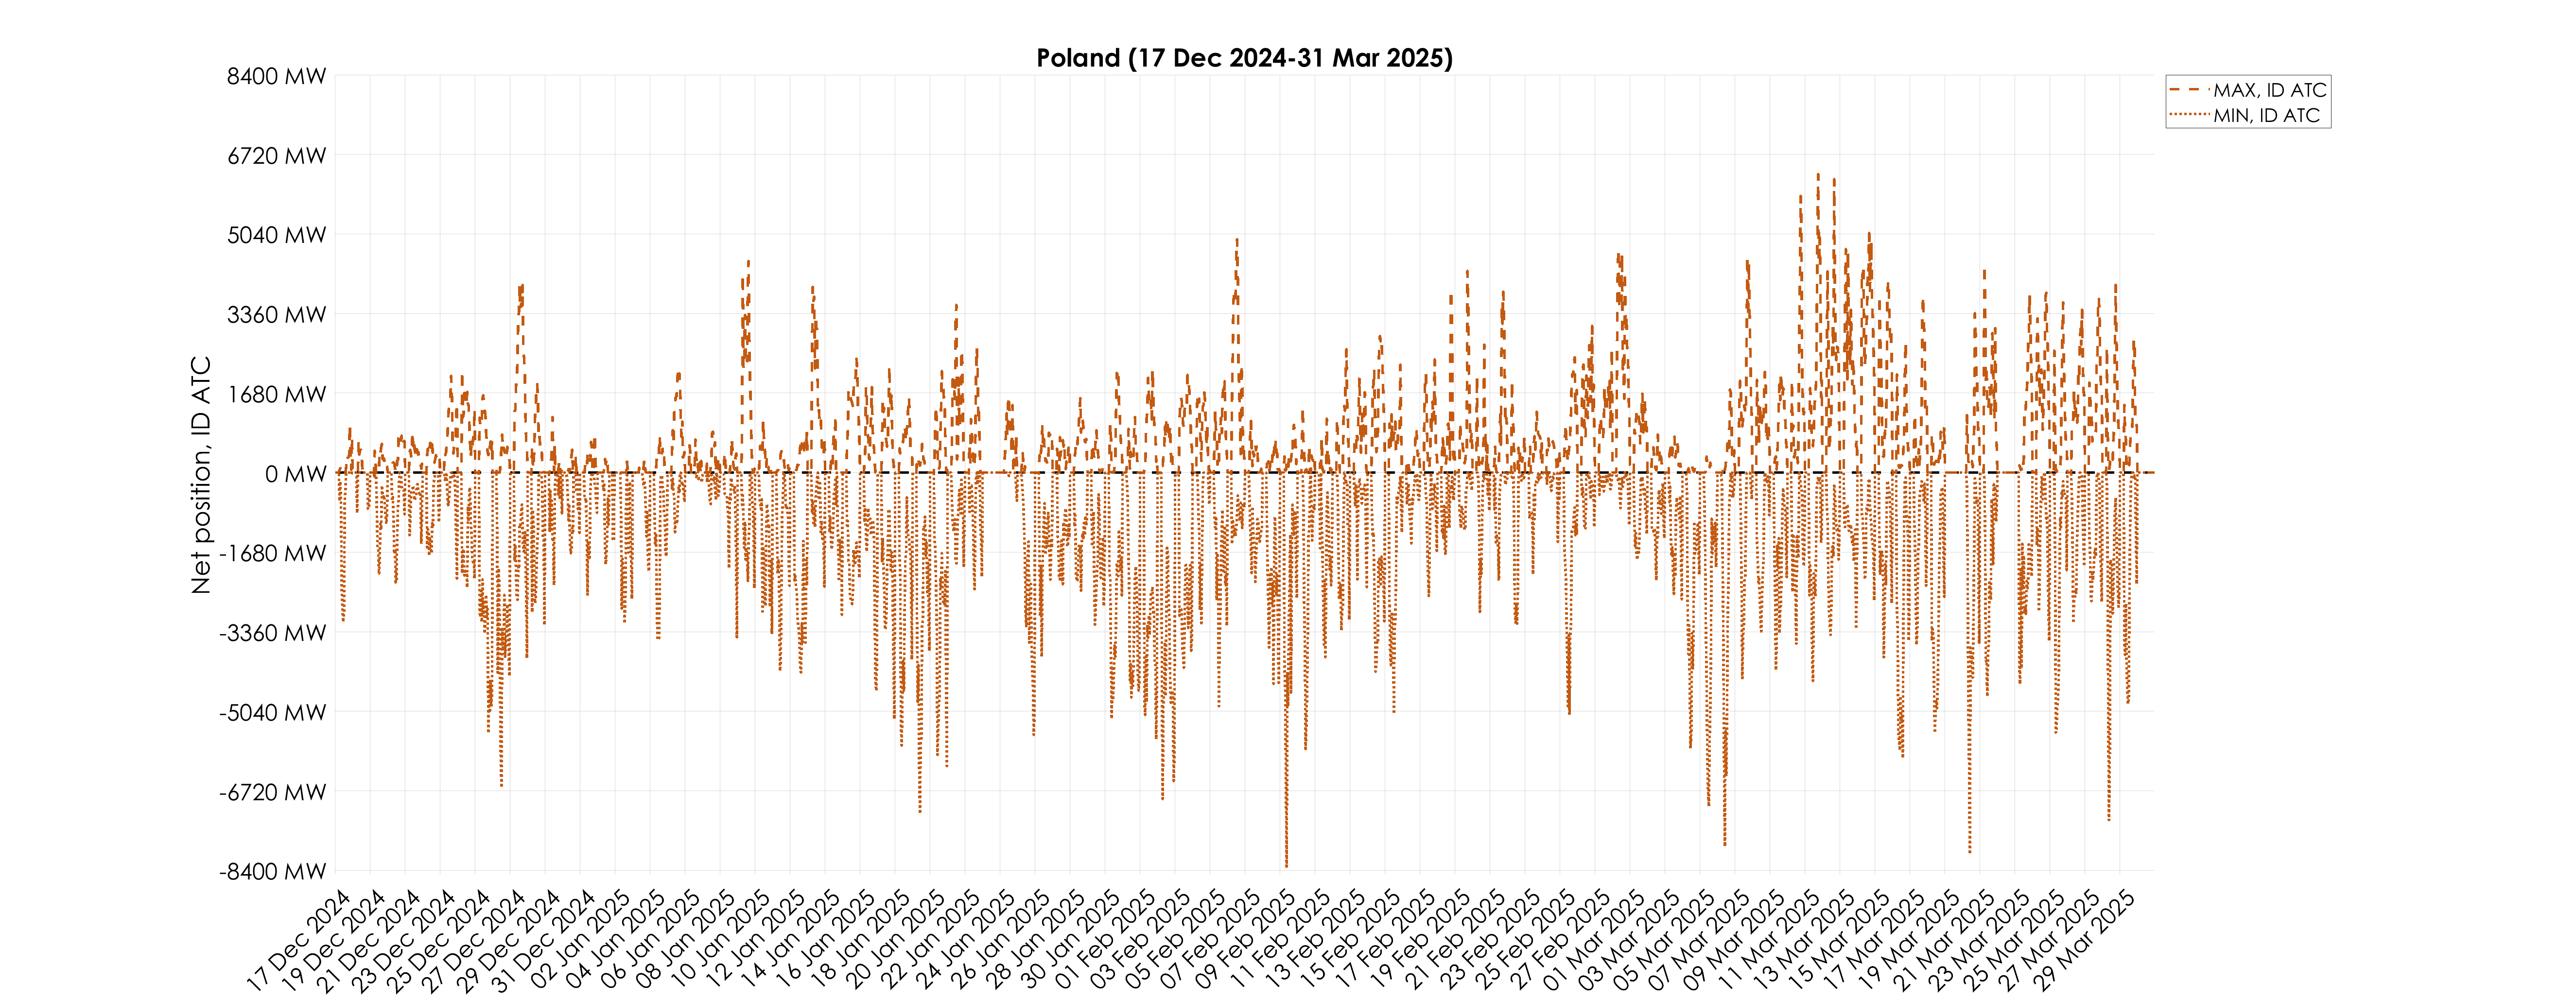 Poland (17 Dec 2024-31 Mar 2025)
8400 MW
6720 MW
5040 MW
3360 MW
1680 MW
0 MW
-1680 MW
-3360 MW
-5040 MW
-6720 MW
-8400 MW
Net position, ID ATC
MAX, ID ATC
MIN, ID ATC
17 Dec 2024
19 Dec 2024
21 Dec 2024
23 Dec 2024
25 Dec 2024
27 Dec 2024
29 Dec 2024
31 Dec 2024
02 Jan 2025
04 Jan 2025
06 Jan 2025
08 Jan 2025
10 Jan 2025
12 Jan 2025
14 Jan 2025
16 Jan 2025
18 Jan 2025
20 Jan 2025
22 Jan 2025
24 Jan 2025
26 Jan 2025
28 Jan 2025
30 Jan 2025
01 Feb 2025
03 Feb 2025
05 Feb 2025
07 Feb 2025
09 Feb 2025
11 Feb 2025
13 Feb 2025
15 Feb 2025
17 Feb 2025
19 Feb 2025
21 Feb 2025
23 Feb 2025
25 Feb 2025
27 Feb 2025
01 Mar 2025
03 Mar 2025
05 Mar 2025
07 Mar 2025
09 Mar 2025
11 Mar 2025
13 Mar 2025
15 Mar 2025
17 Mar 2025
19 Mar 2025
21 Mar 2025
23 Mar 2025
25 Mar 2025
27 Mar 2025
29 Mar 2025